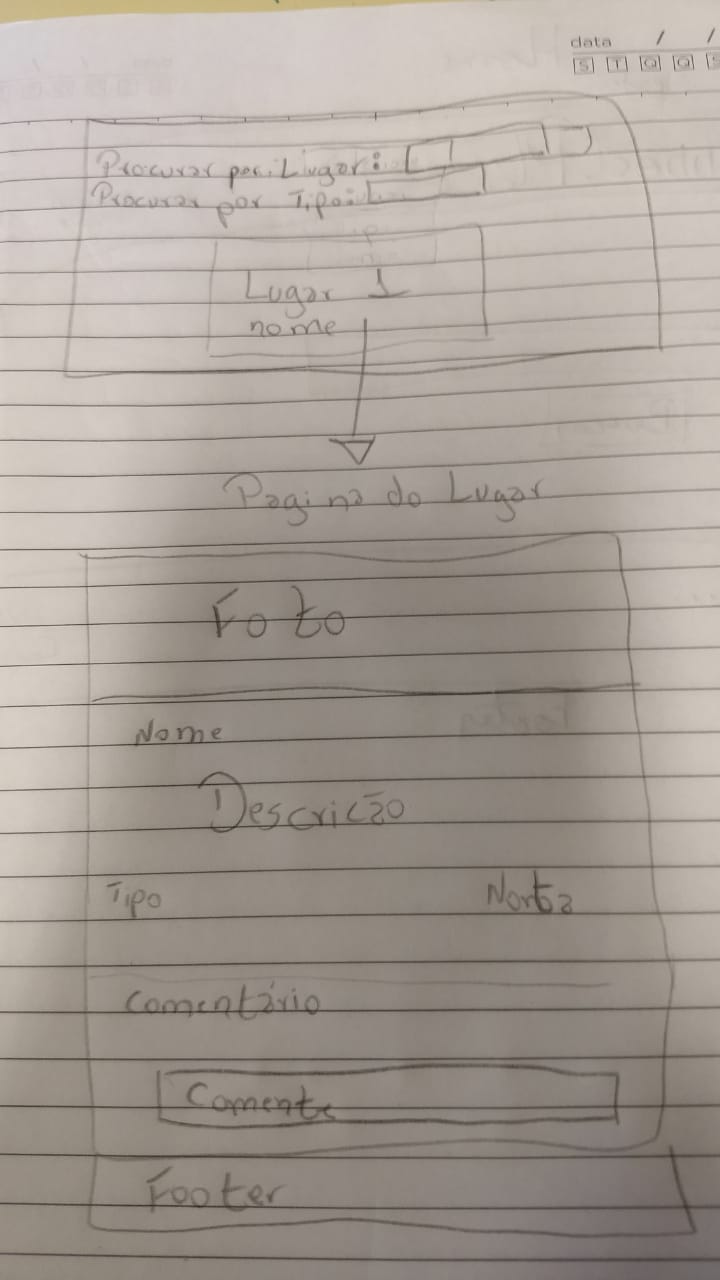 data / /
S T Q Q S
Procurar por Lugar:
Procurar por Tipo:
Lugar 1
nome
Pagina do Lugar
Foto
Nome
Descrição
Tipo Norta
Comentário
Comente
Footer